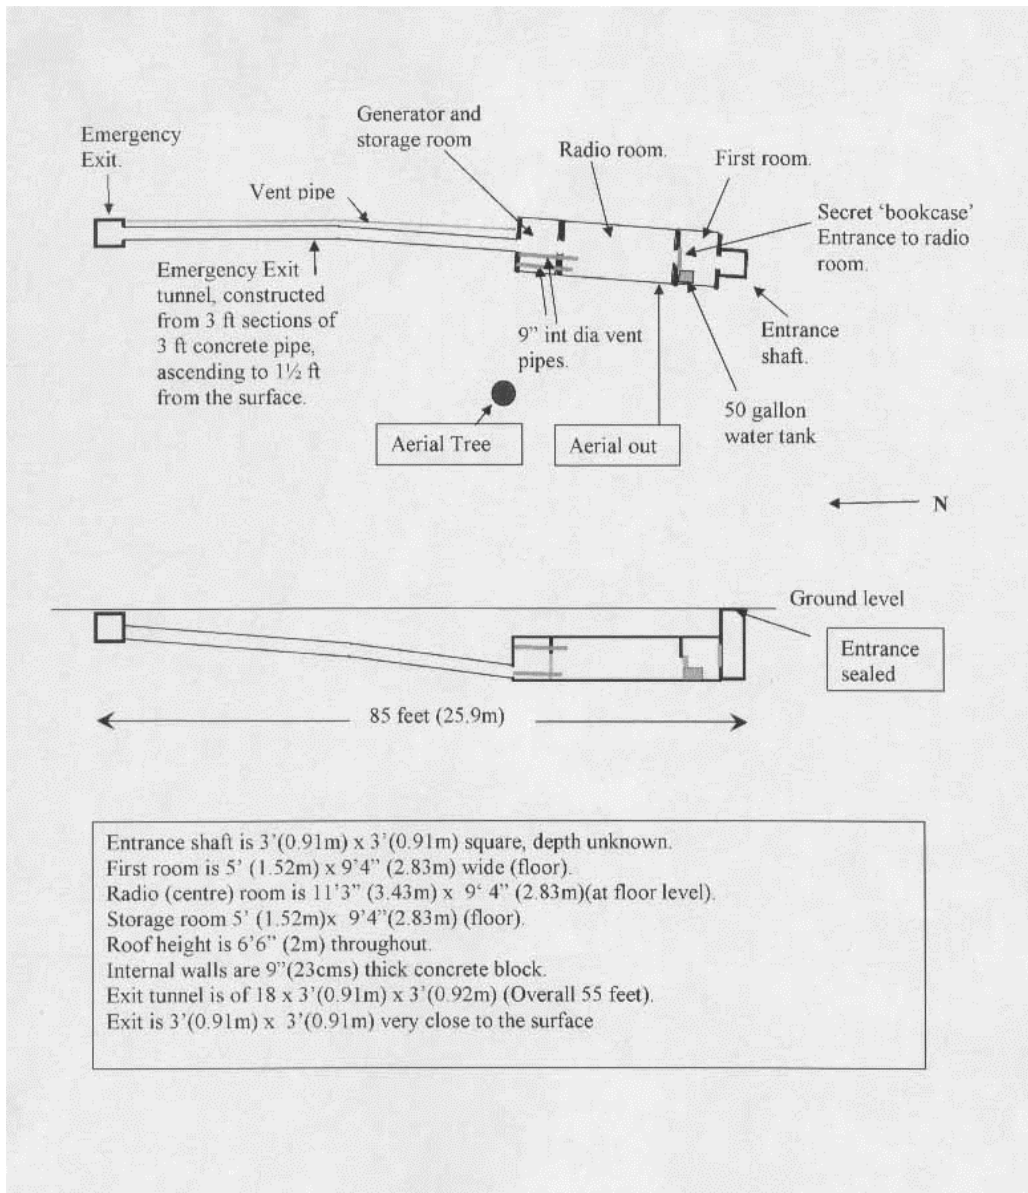 Emergency
Exit.
Generator and
storage room
Vent pipe
Radio room.
First room.
Secret ‘bookcase’
Entrance to radio
room.
Emergency Exit
tunnel, constructed
from 3 ft sections of
3 ft concrete pipe,
ascending to 1½ ft
from the surface.
9” int dia vent
pipes.
Entrance
shaft.
50 gallon
water tank
Aerial Tree
Aerial out
N
Ground level
Entrance
sealed
85 feet (25.9m)
Entrance shaft is 3’(0.91m) x 3’(0.91m) square, depth unknown.
First room is 5’ (1.52m) x 9’4” (2.83m) wide (floor).
Radio (centre) room is 11’3” (3.43m) x 9‘ 4” (2.83m)(at floor level).
Storage room 5’ (1.52m)x 9’4”(2.83m) (floor).
Roof height is 6’6” (2m) throughout.
Internal walls are 9”(23cms) thick concrete block.
Exit tunnel is of 18 x 3’(0.91m) x 3’(0.92m) (Overall 55 feet).
Exit is 3’(0.91m) x 3’(0.91m) very close to the surface